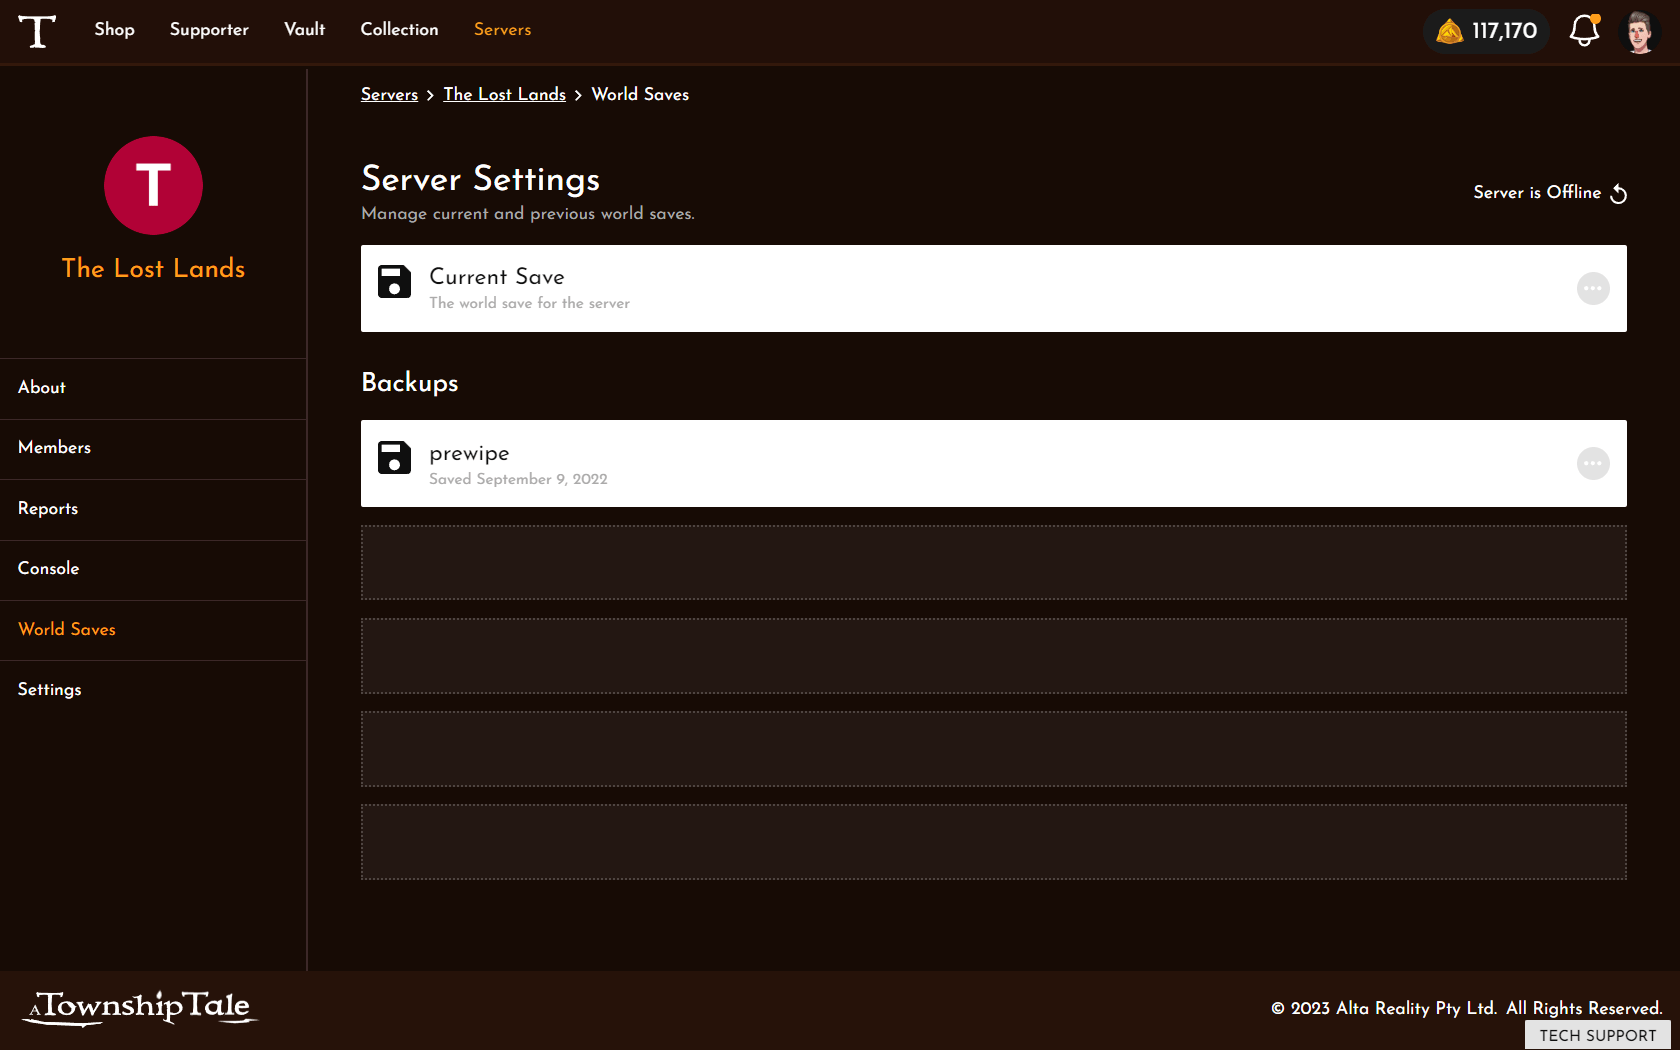 T Shop Supporter Vault Collection Servers 117,170
Servers > The Lost Lands > World Saves
T
The Lost Lands
About
Members
Reports
Console
World Saves
Settings
Server Settings
Manage current and previous world saves.
Server is Offline
Current Save
The world save for the server
Backups
prewipe
Saved September 9, 2022
A Township Tale
© 2023 Alta Reality Pty Ltd. All Rights Reserved.
TECH SUPPORT